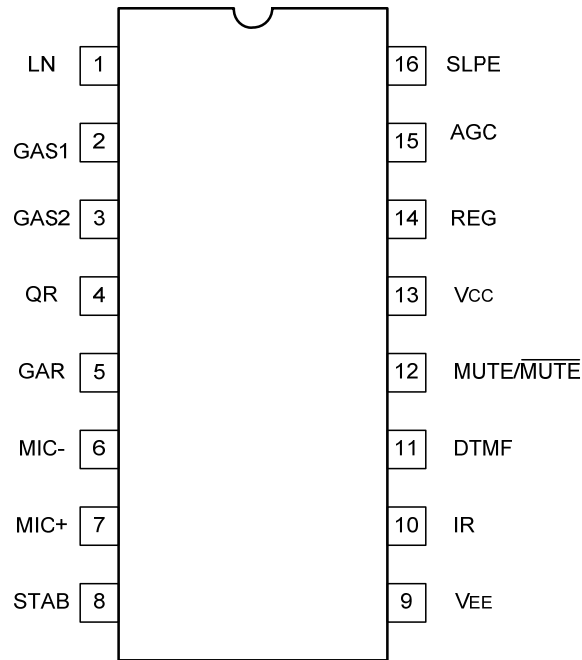 LN 1 16 SLPE
GAS1 2 15 AGC
GAS2 3 14 REG
QR 4 13 VCC
GAR 5 12 MUTE/MUTE
MIC- 6 11 DTMF
MIC+ 7 10 IR
STAB 8 9 VEE